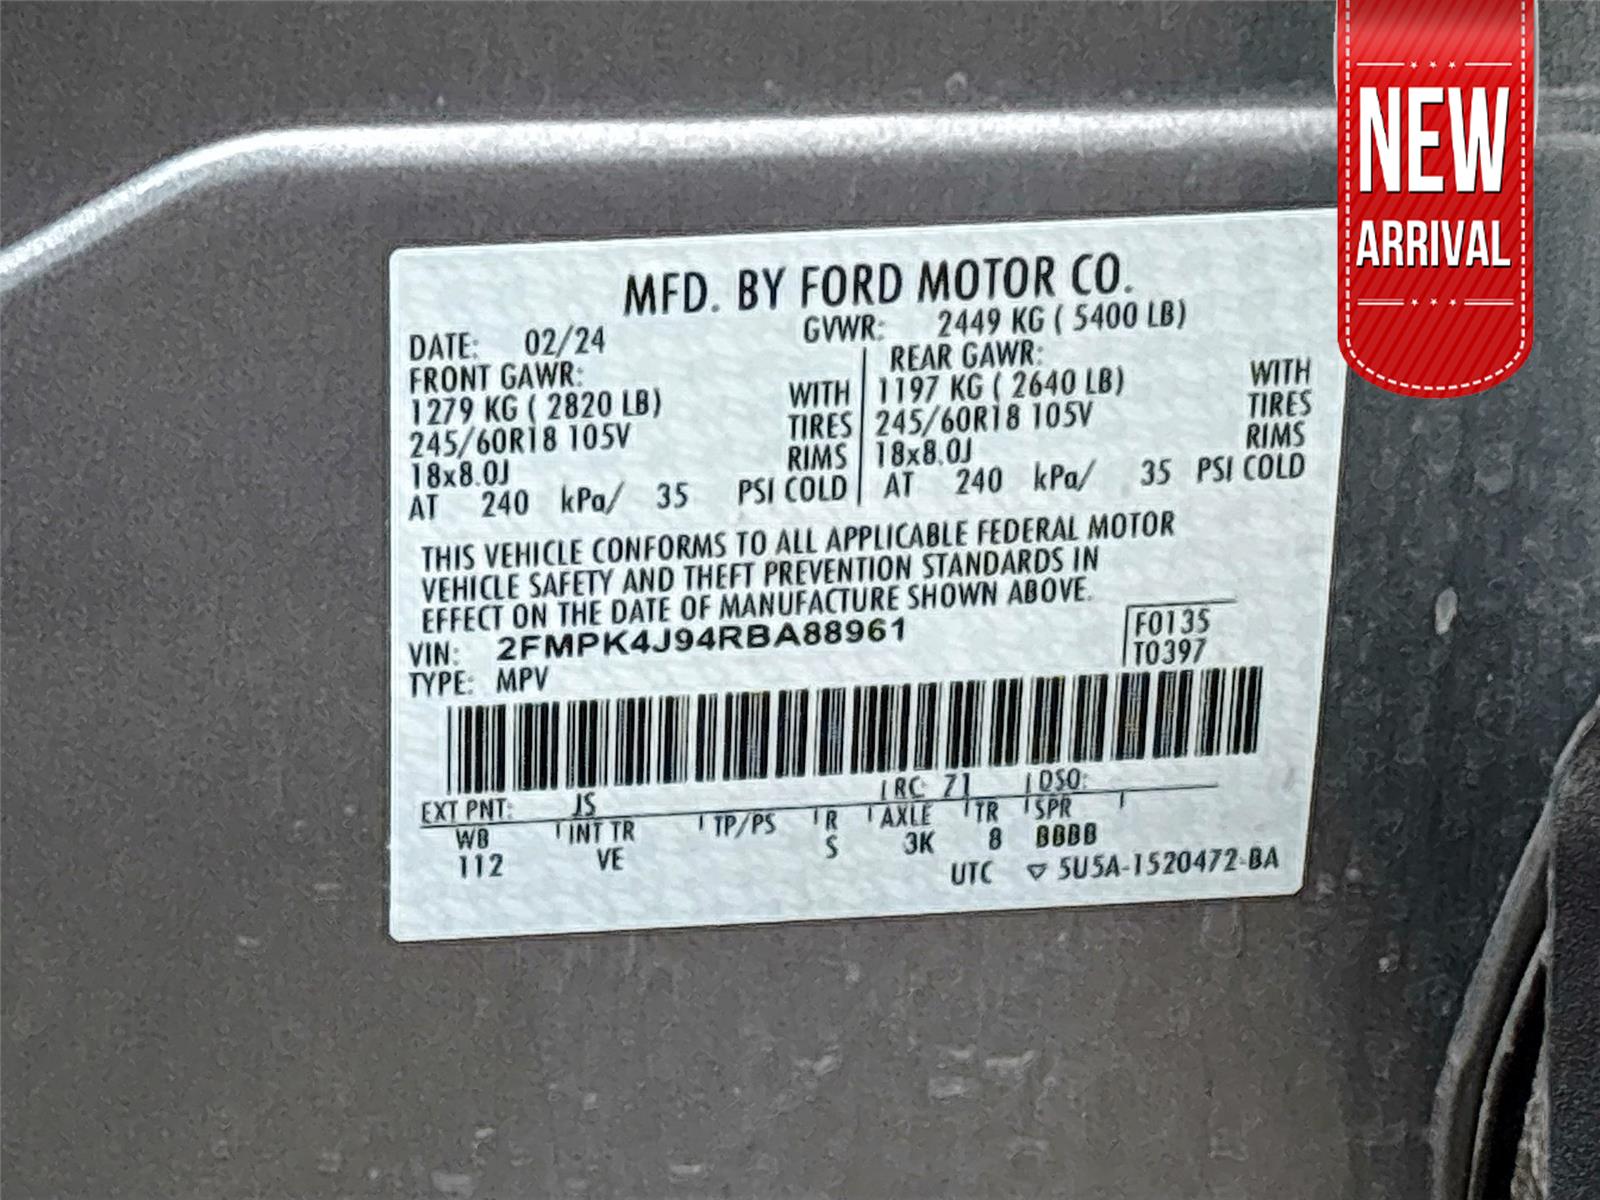 NEW
ARRIVAL
MFD. BY FORD MOTOR CO.
DATE: 02/24 GVWR: 2449 KG ( 5400 LB)
FRONT GAWR: REAR GAWR:
1279 KG ( 2820 LB) WITH 1197 KG ( 2640 LB) WITH
245/60R18 105V TIRES 245/60R18 105V TIRES
18x8.0J RIMS 18x8.0J RIMS
AT 240 kPa/ 35 PSI COLD AT 240 kPa/ 35 PSI COLD
THIS VEHICLE CONFORMS TO ALL APPLICABLE FEDERAL MOTOR
VEHICLE SAFETY AND THEFT PREVENTION STANDARDS IN
EFFECT ON THE DATE OF MANUFACTURE SHOWN ABOVE.
VIN: 2FMPK4J94RBA88961 F0135
TYPE: MPV T0397
EXT PNT: JS RC: 71 DSO:
WB INT TR TP/PS R AXLE TR SPR
112 VE S 3K 8 BBBB
UTC ▽ 5U5A-1520472-BA